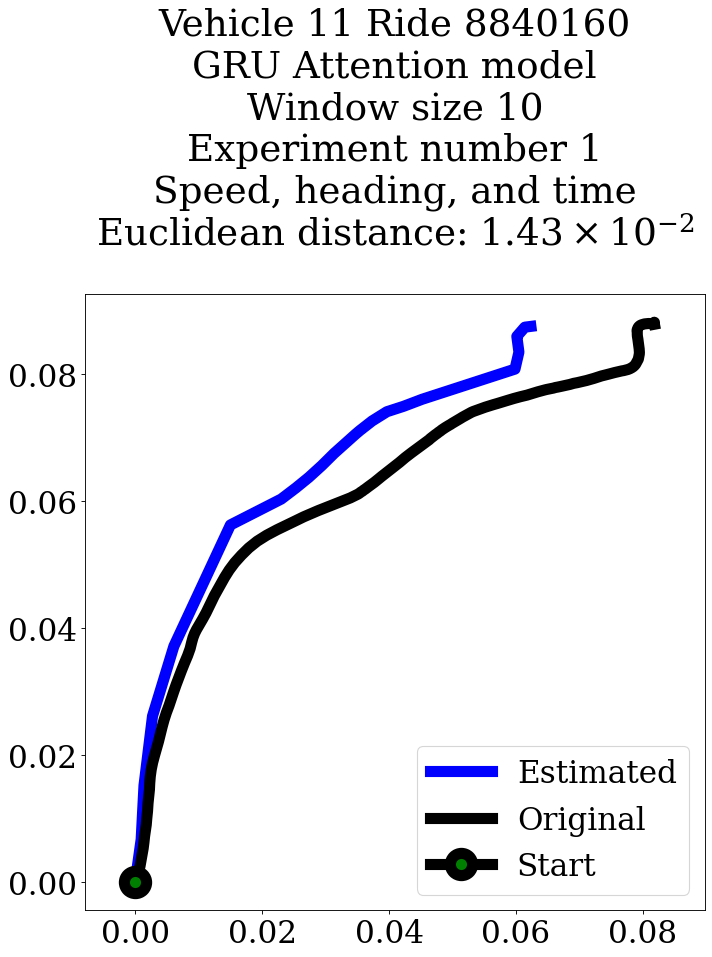 Vehicle 11 Ride 8840160
GRU Attention model
Window size 10
Experiment number 1
Speed, heading, and time
Euclidean distance: 1.43 × 10⁻²
0.08
0.06
0.04
0.02
0.00
Estimated
Original
Start
0.00 0.02 0.04 0.06 0.08